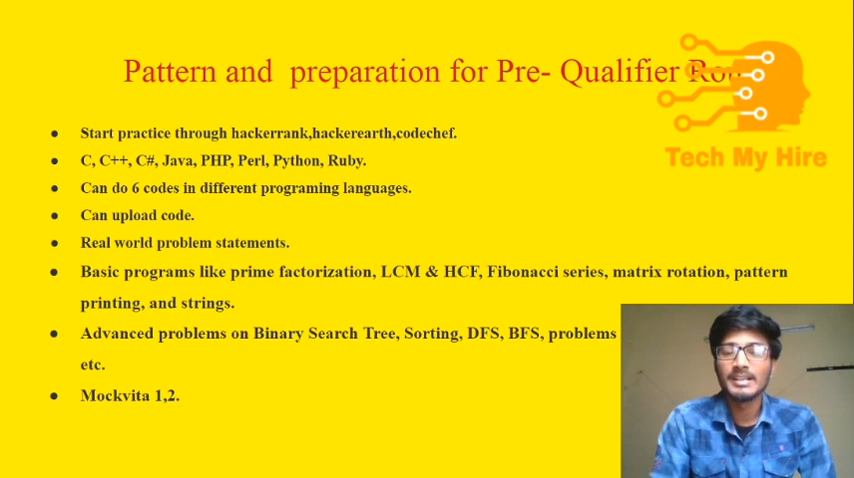 Pattern and  preparation for Pre- Qualifier
Tech My Hire
● Start practice through hackerrank,hackerearth,codechef.
● C, C++, C#, Java, PHP, Perl, Python, Ruby.
● Can do 6 codes in different programing languages.
● Can upload code.
● Real world problem statements.
● Basic programs like prime factorization, LCM & HCF, Fibonacci series, matrix rotation, pattern
printing, and strings.
● Advanced problems on Binary Search Tree, Sorting, DFS, BFS, problems
etc.
● Mockvita 1,2.